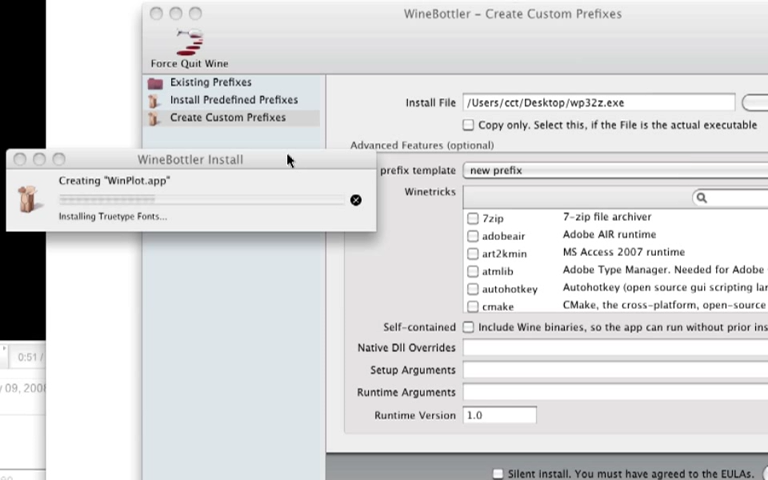 WineBottler – Create Custom Prefixes
Force Quit Wine
Existing Prefixes
Install Predefined Prefixes
Create Custom Prefixes
Install File /Users/cct/Desktop/wp32z.exe
Copy only. Select this, if the File is the actual executable
Advanced Features (optional)
prefix template new prefix
Winetricks
7zip 7-zip file archiver
adobeair Adobe AIR runtime
art2kmin MS Access 2007 runtime
atmlib Adobe Type Manager. Needed for Adobe
autohotkey Autohotkey (open source gui scripting
cmake CMake, the cross-platform, open-source
Self-contained Include Wine binaries, so the app can run without prior
Native Dll Overrides
Setup Arguments
Runtime Arguments
Runtime Version 1.0
Silent install. You must have agreed to the EULAs.
WineBottler Install
Creating "WinPlot.app"
Installing Truetype Fonts...
0:51 /
09, 200